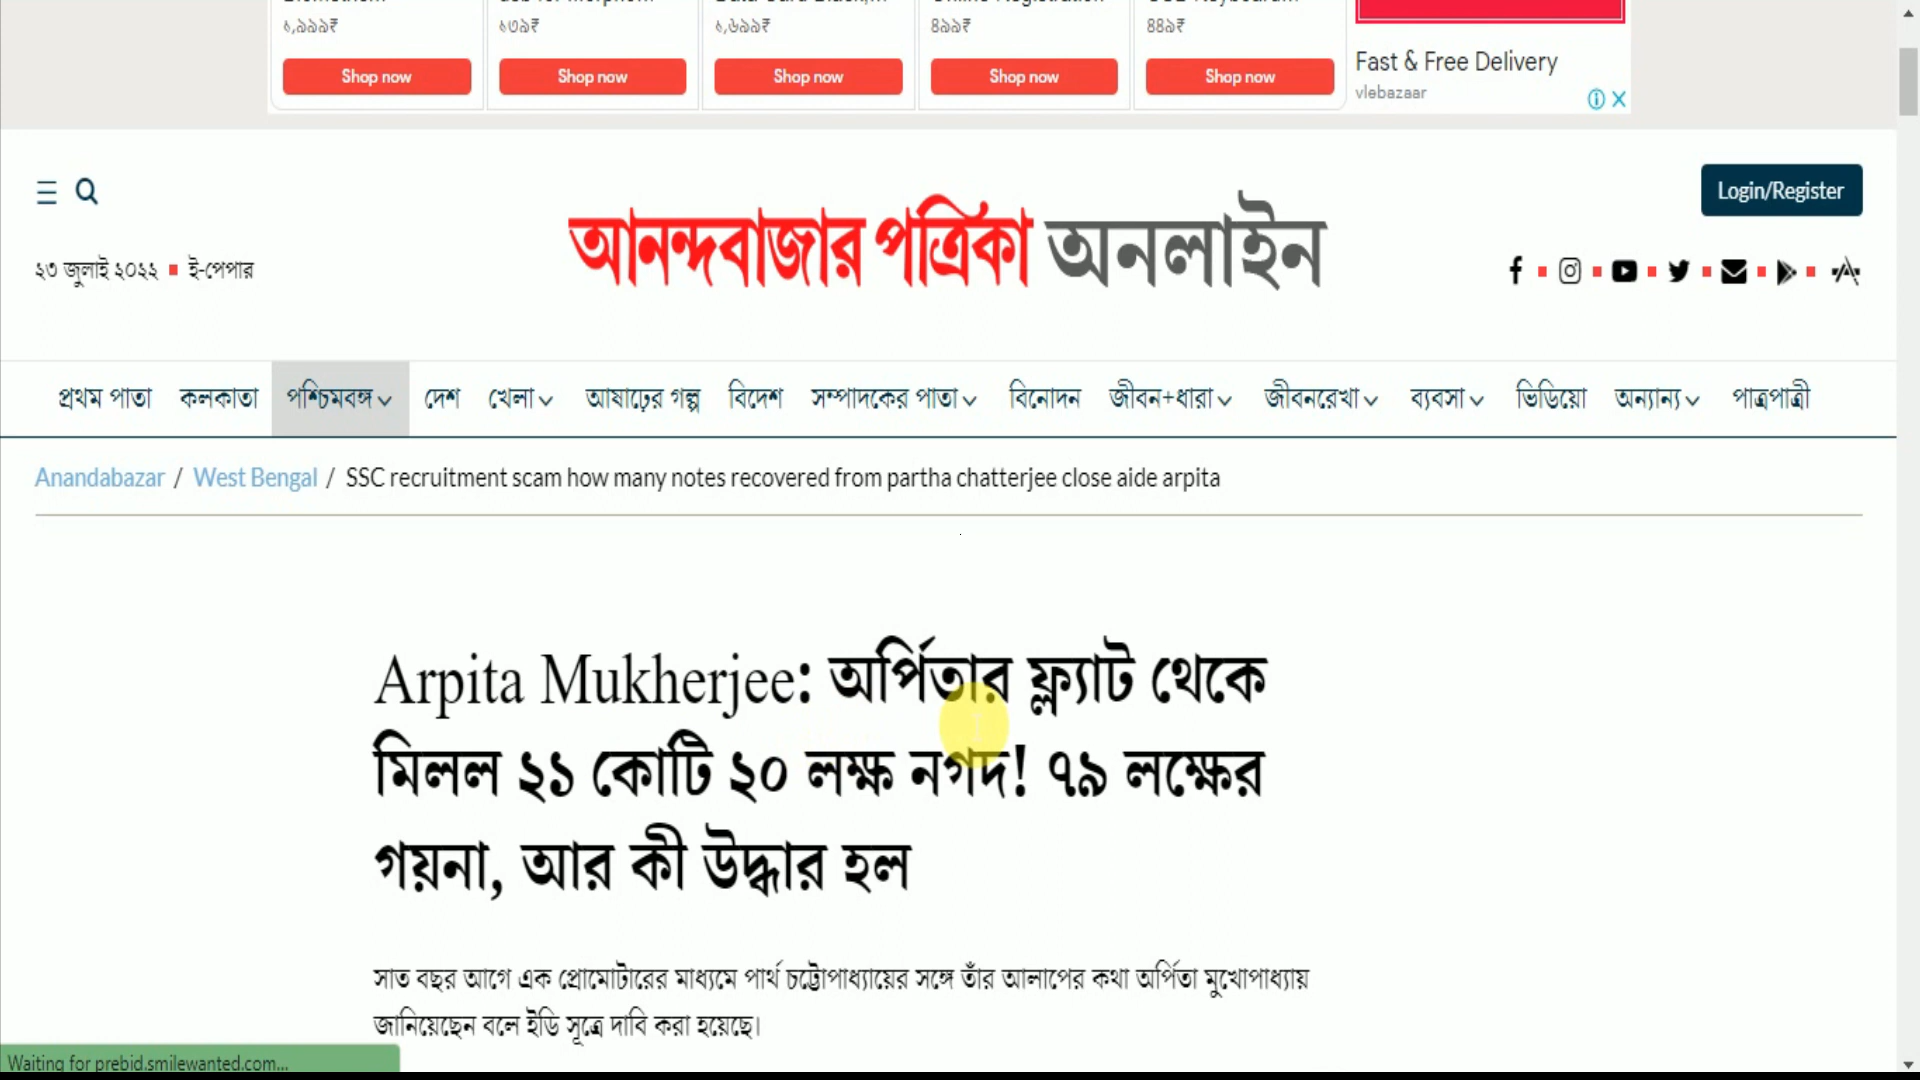 ১,৯৯৯₹ ৮৩৯₹ ১,৬৯৯₹ ৪৯৯₹ ৪৪৯₹
Shop now Shop now Shop now Shop now Shop now
Fast & Free Delivery
vlebazaar
Login/Register
আনন্দবাজার পত্রিকা অনলাইন
২৩ জুলাই ২০২২ ই-পেপার
প্রথম পাতা কলকাতা পশ্চিমবঙ্গ দেশ খেলা আষাঢ়ের গল্প বিদেশ সম্পাদকের পাতা বিনোদন জীবন+ধারা জীবনরেখা ব্যবসা ভিডিয়ো অন্যান্য পাত্রপাত্রী
Anandabazar / West Bengal / SSC recruitment scam how many notes recovered from partha chatterjee close aide arpita
Arpita Mukherjee: অর্পিতার ফ্ল্যাট থেকে
মিলল ২১ কোটি ২০ লক্ষ নগদ! ৭৯ লক্ষের
গয়না, আর কী উদ্ধার হল
সাত বছর আগে এক প্রোমোটারের মাধ্যমে পার্থ চট্টোপাধ্যায়ের সঙ্গে তাঁর আলাপের কথা অর্পিতা মুখোপাধ্যায়
জানিয়েছেন বলে ইডি সূত্রে দাবি করা হয়েছে।
Waiting for prebid.smilewanted.com...